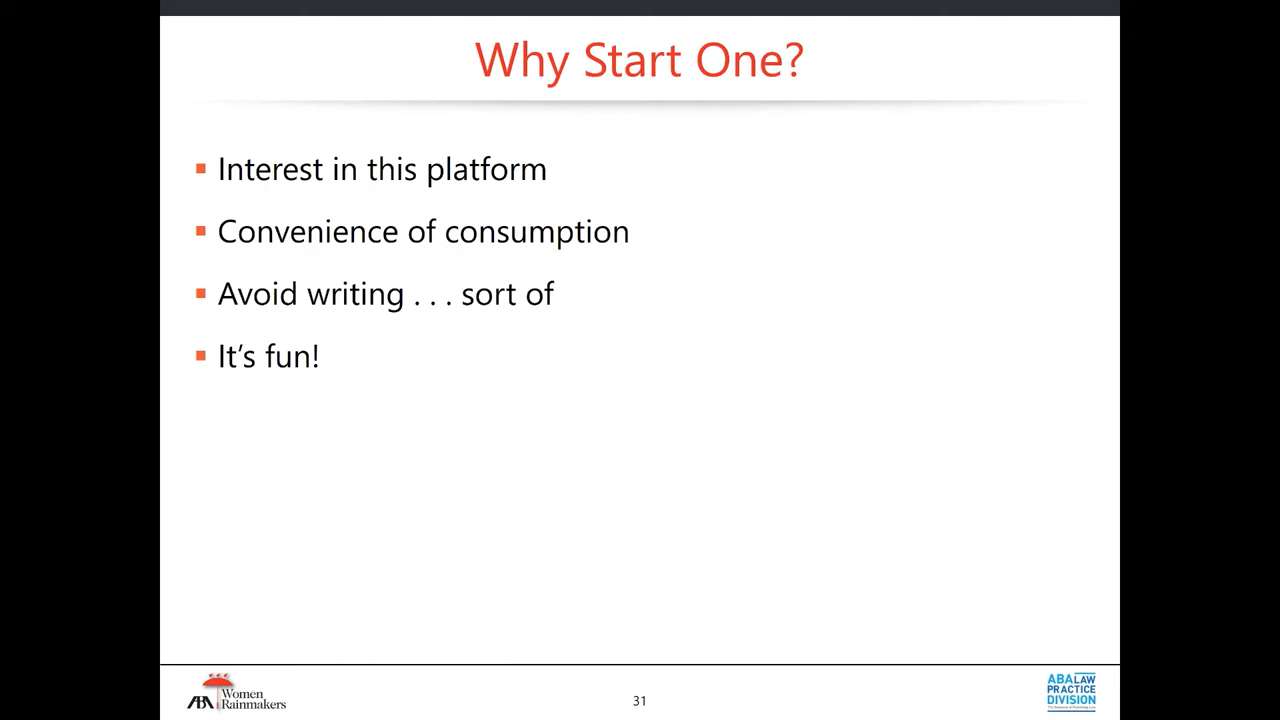 Why Start One?
Interest in this platform
Convenience of consumption
Avoid writing . . . sort of
It’s fun!
ABA Women
Rainmakers
31
ABA LAW
PRACTICE
DIVISION